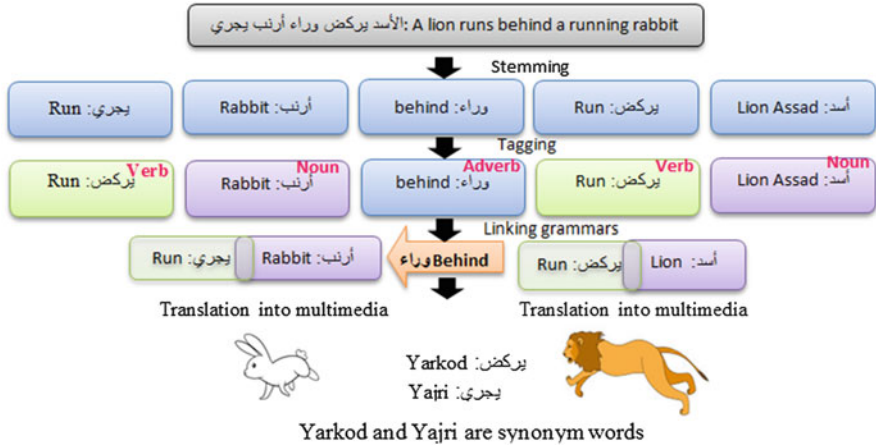 الأسد يركض وراء أرنب يجري: A lion runs behind a running rabbit
Stemming
Run :يجري
Rabbit :أرنب
behind :وراء
Run :يركض
Lion Assad :أسد
Tagging
Verb
Run :يركض
Noun
Rabbit :أرنب
Adverb
behind :وراء
Verb
Run :يركض
Noun
Lion Assad :أسد
Linking grammars
Run :يجري
Rabbit :أرنب
وراء Behind
Run :يركض
Lion :أسد
Translation into multimedia
Translation into multimedia
Yarkod :يركض
Yajri :يجري
Yarkod and Yajri are synonym words